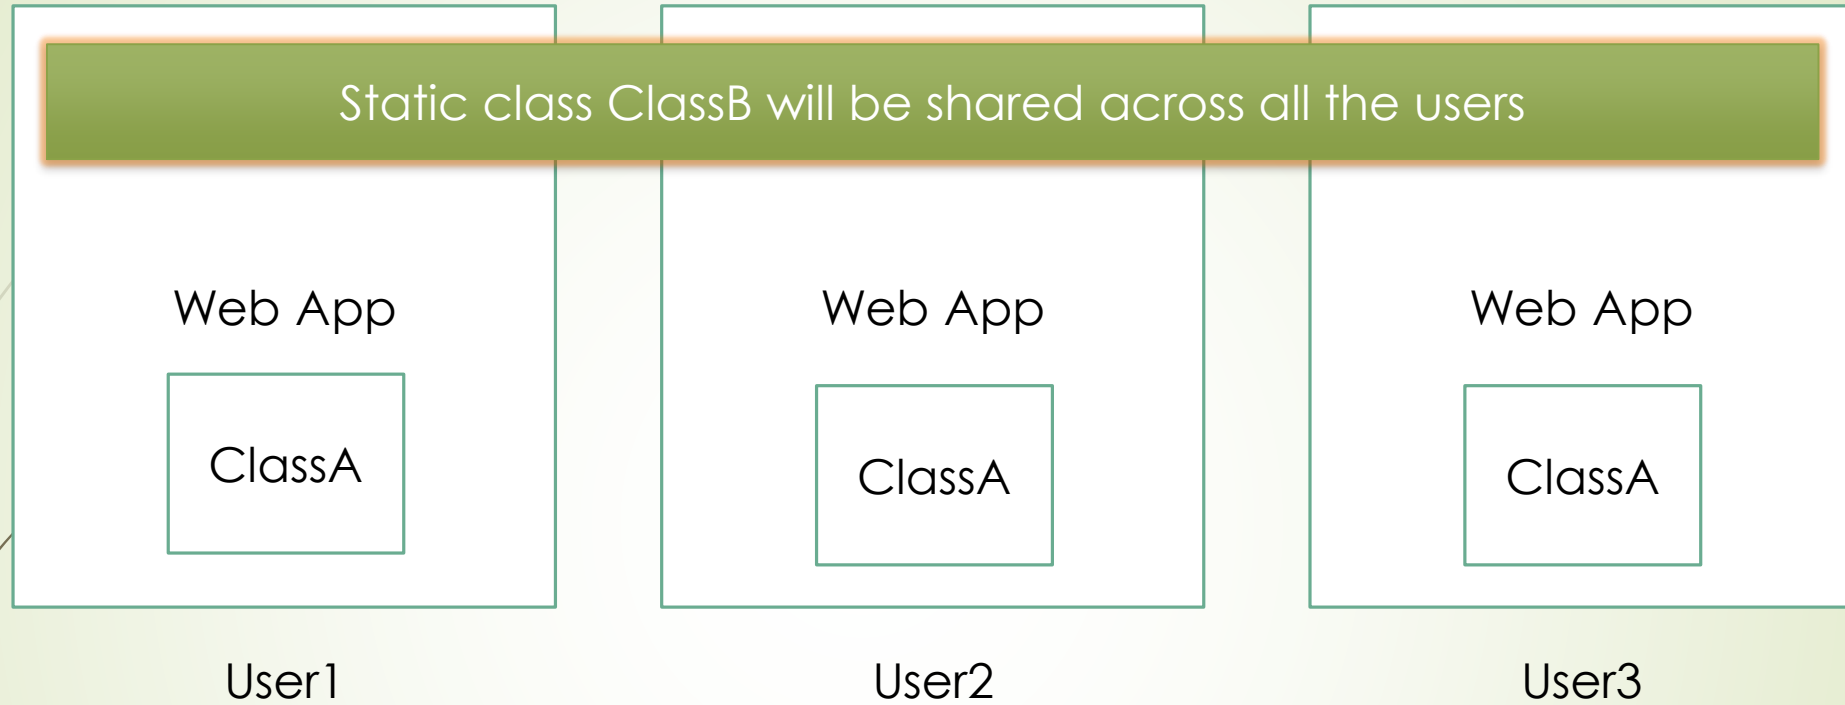 Static class ClassB will be shared across all the users
Web App
Web App
Web App
ClassA
ClassA
ClassA
User1
User2
User3